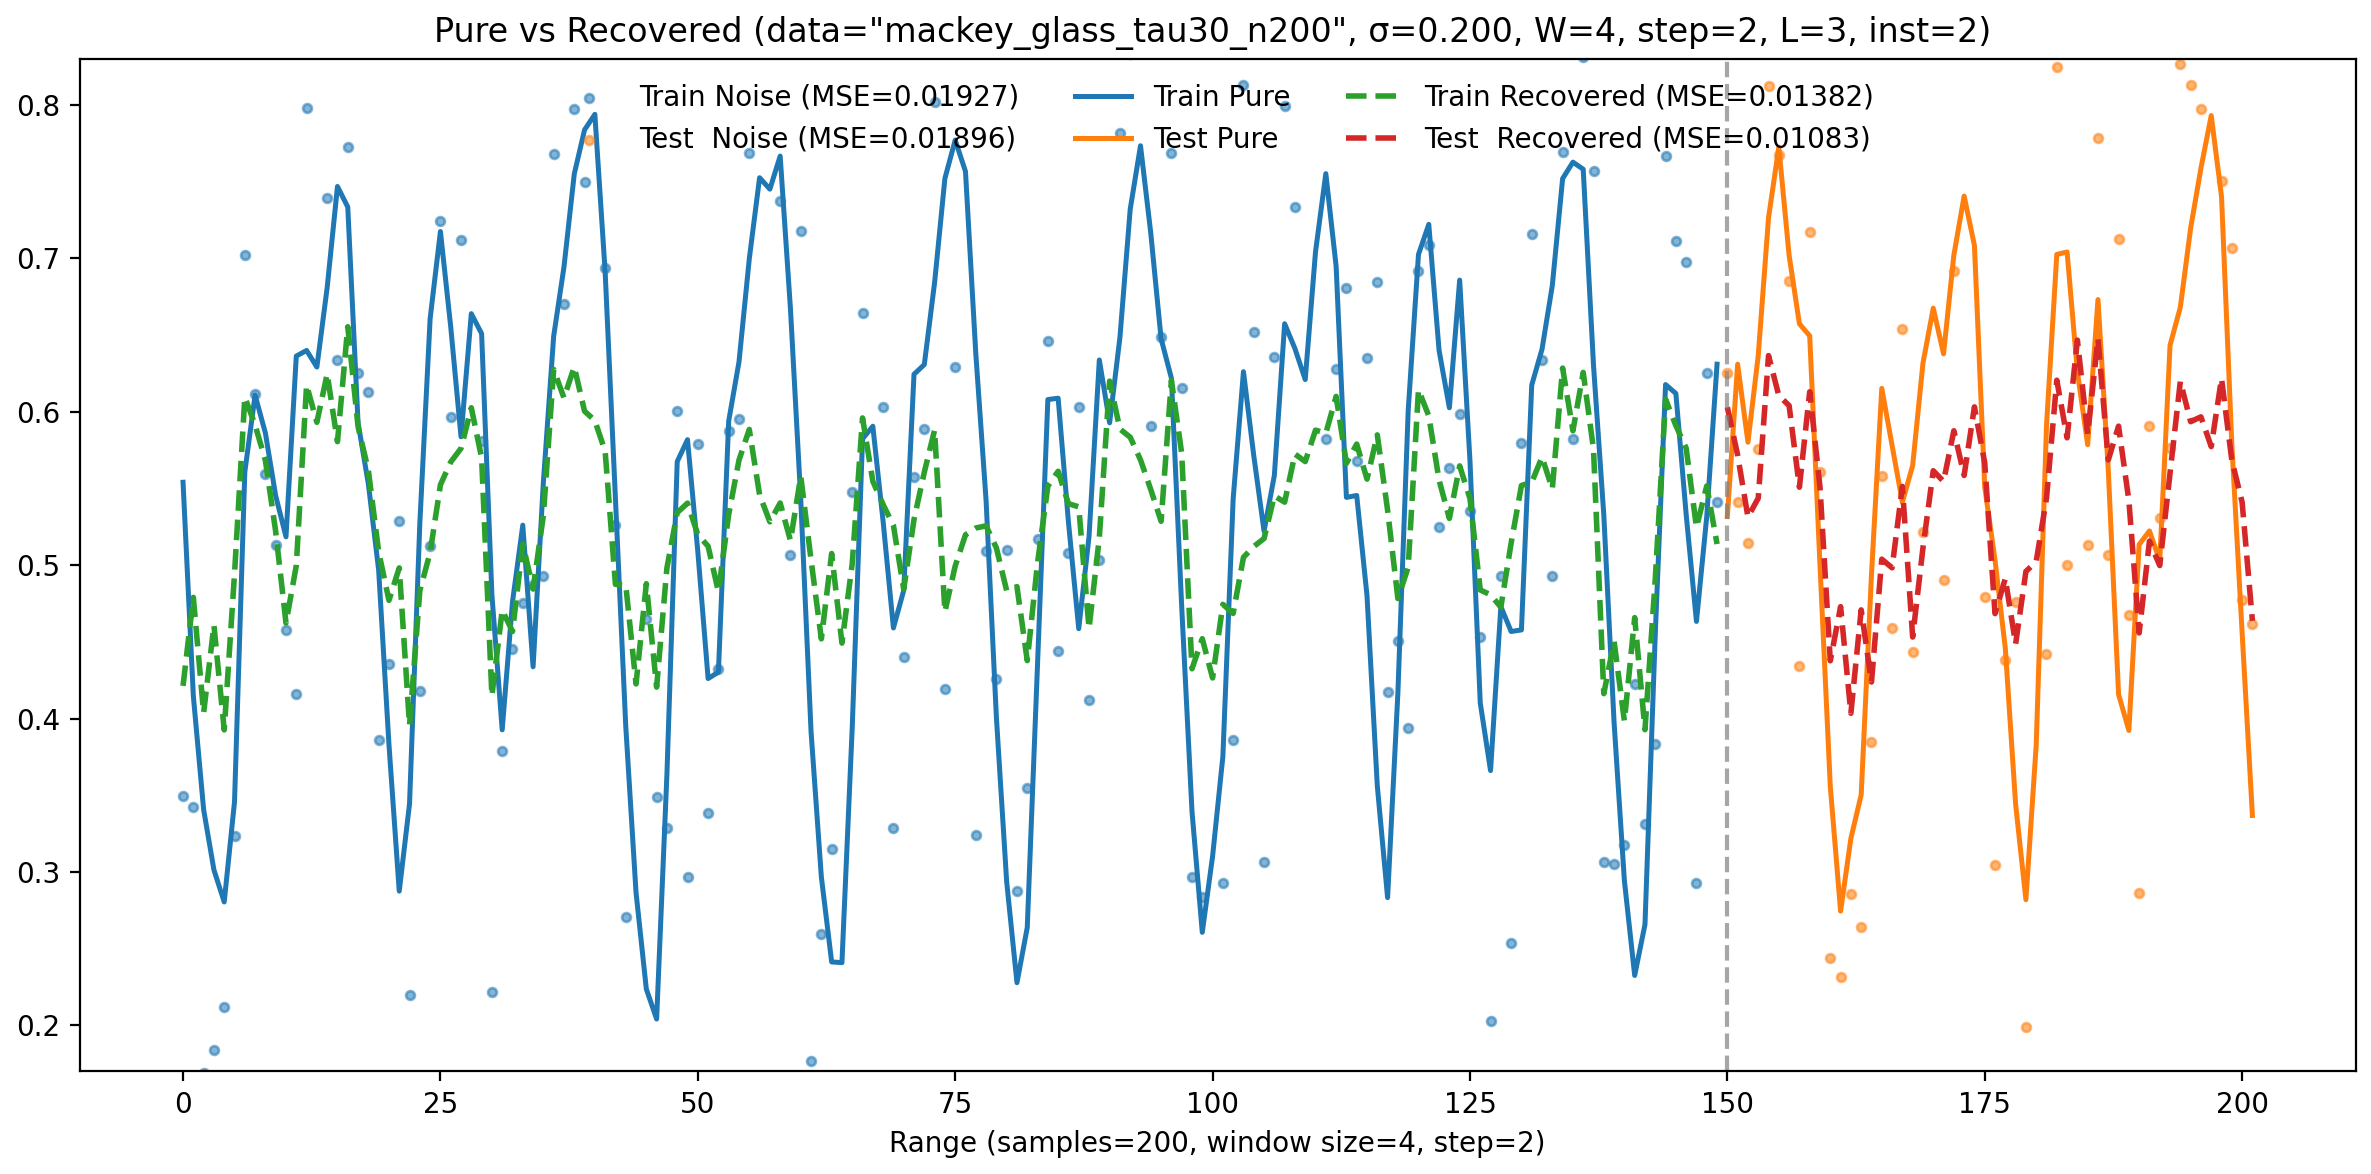 Pure vs Recovered (data="mackey_glass_tau30_n200", σ=0.200, W=4, step=2, L=3, inst=2)
Train Noise (MSE=0.01927) Train Pure Train Recovered (MSE=0.01382)
Test  Noise (MSE=0.01896) Test Pure Test  Recovered (MSE=0.01083)
0.8
0.7
0.6
0.5
0.4
0.3
0.2
0 25 50 75 100 125 150 175 200
Range (samples=200, window size=4, step=2)